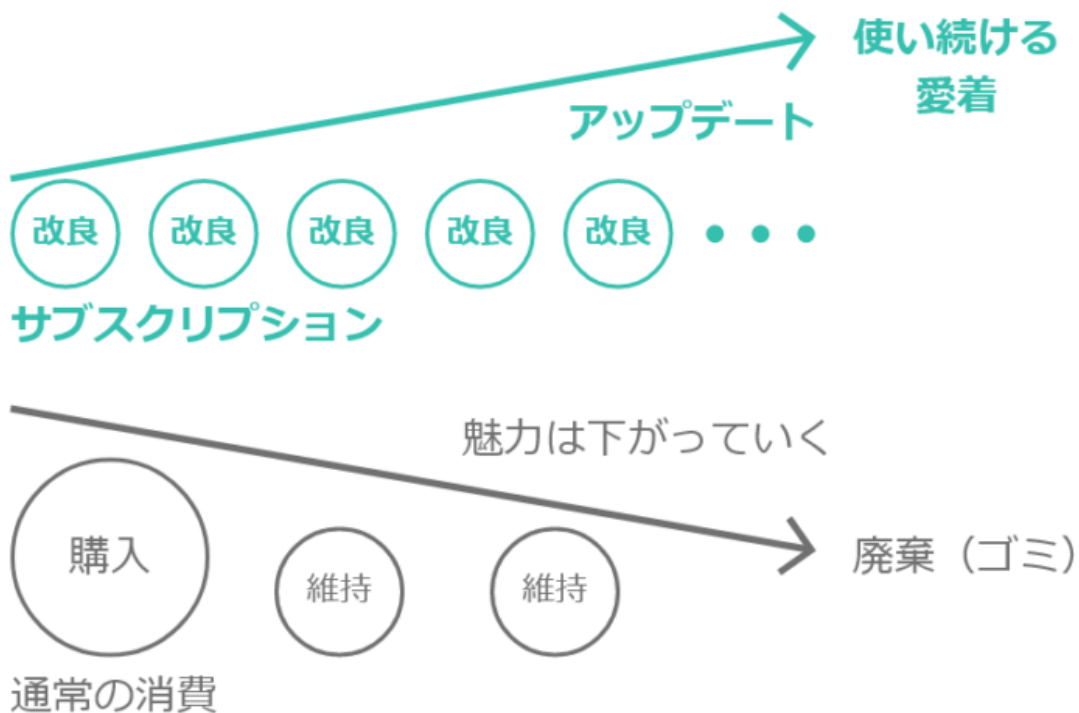 使い続ける
愛着
アップデート
改良 改良 改良 改良 改良 ●●●
サブスクリプション
魅力は下がっていく
購入 維持 維持
廃棄（ゴミ）
通常の消費